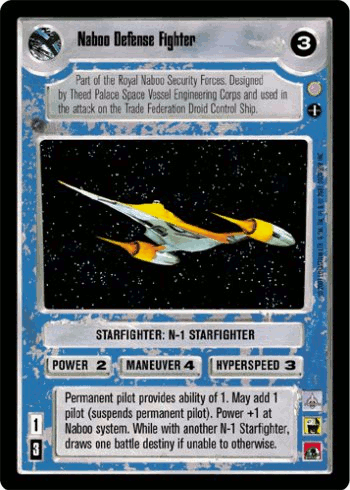 Naboo Defense Fighter
3
Part of the Royal Naboo Security Forces. Designed
by Theed Palace Space Vessel Engineering Corps and used in
the attack on the Trade Federation Droid Control Ship.
STARFIGHTER: N-1 STARFIGHTER
POWER 2 MANEUVER 4 HYPERSPEED 3
Permanent pilot provides ability of 1. May add 1
pilot (suspends permanent pilot). Power +1 at
Naboo system. While with another N-1 Starfighter,
draws one battle destiny if unable to otherwise.
1
3